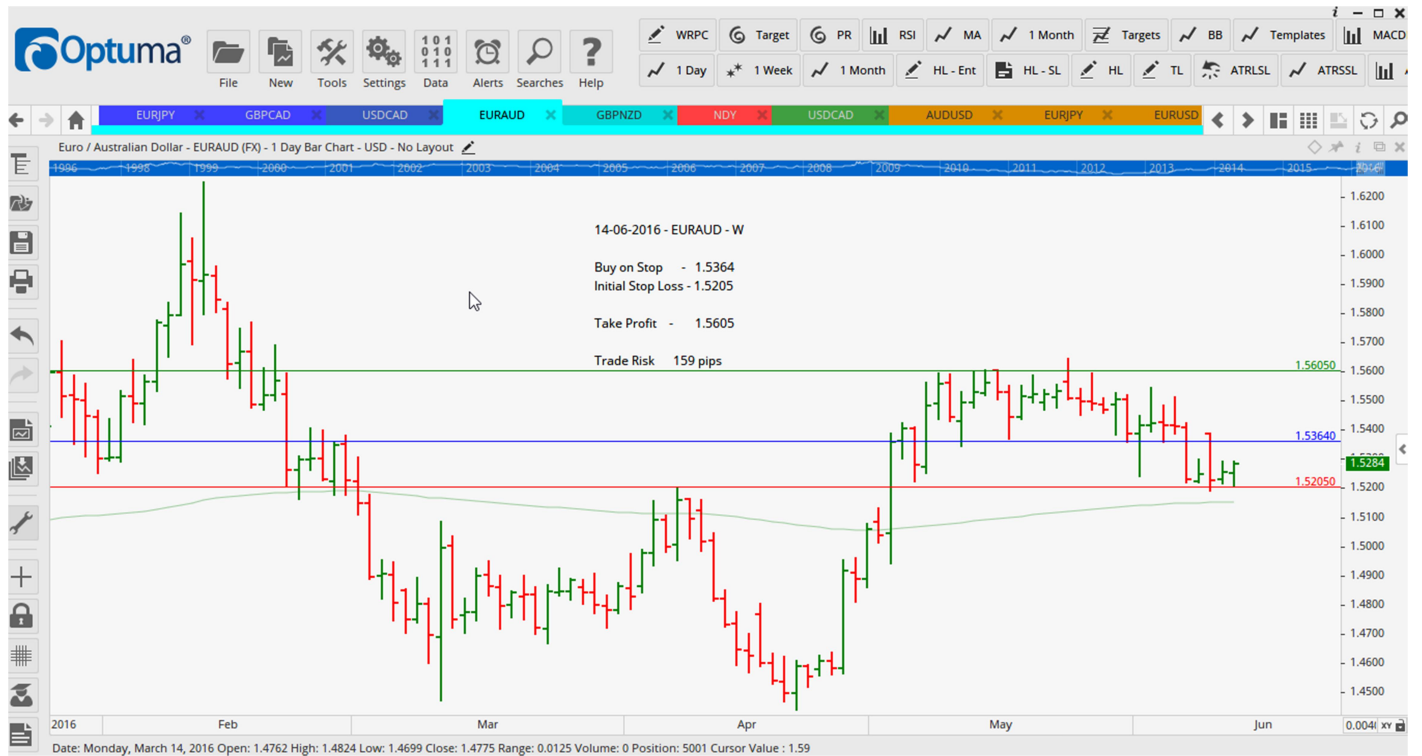 i
Optuma®
File
New
Tools
Settings
101
010
111
Data
Alerts
Searches
?
Help
WRPC
Target
PR
RSI
MA
1 Month
Targets
BB
Templates
MACD
1 Day
1 Week
1 Month
HL - Ent
HL - SL
HL
TL
ATRLSL
ATRSSL
EURJPY
GBPCAD
USDCAD
EURAUD
GBPNZD
NDY
USDCAD
AUDUSD
EURJPY
EURUSD
Euro / Australian Dollar - EURAUD (FX) - 1 Day Bar Chart - USD - No Layout
i
1996 1998 1999 2000 2001 2002 2003 2004 2005 2006 2007 2008 2009 2010 2011 2012 2013 2014 2015
14-06-2016 - EURAUD - W
Buy on Stop - 1.5364
Initial Stop Loss - 1.5205
Take Profit - 1.5605
Trade Risk 159 pips
1.56050
1.53640
1.52050
1.6200
1.6100
1.6000
1.5900
1.5800
1.5700
1.5600
1.5500
1.5400
1.5284
1.5200
1.5100
1.5000
1.4900
1.4800
1.4700
1.4600
1.4500
2016 Feb Mar Apr May Jun
XY
Date: Monday, March 14, 2016 Open: 1.4762 High: 1.4824 Low: 1.4699 Close: 1.4775 Range: 0.0125 Volume: 0 Position: 5001 Cursor Value : 1.59